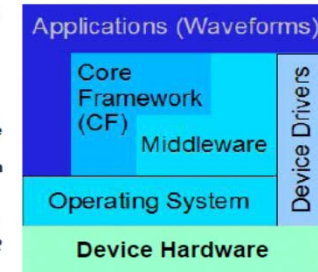 Applications (Waveforms)
Core
Framework
(CF)
Middleware
Device Drivers
Operating System
Device Hardware